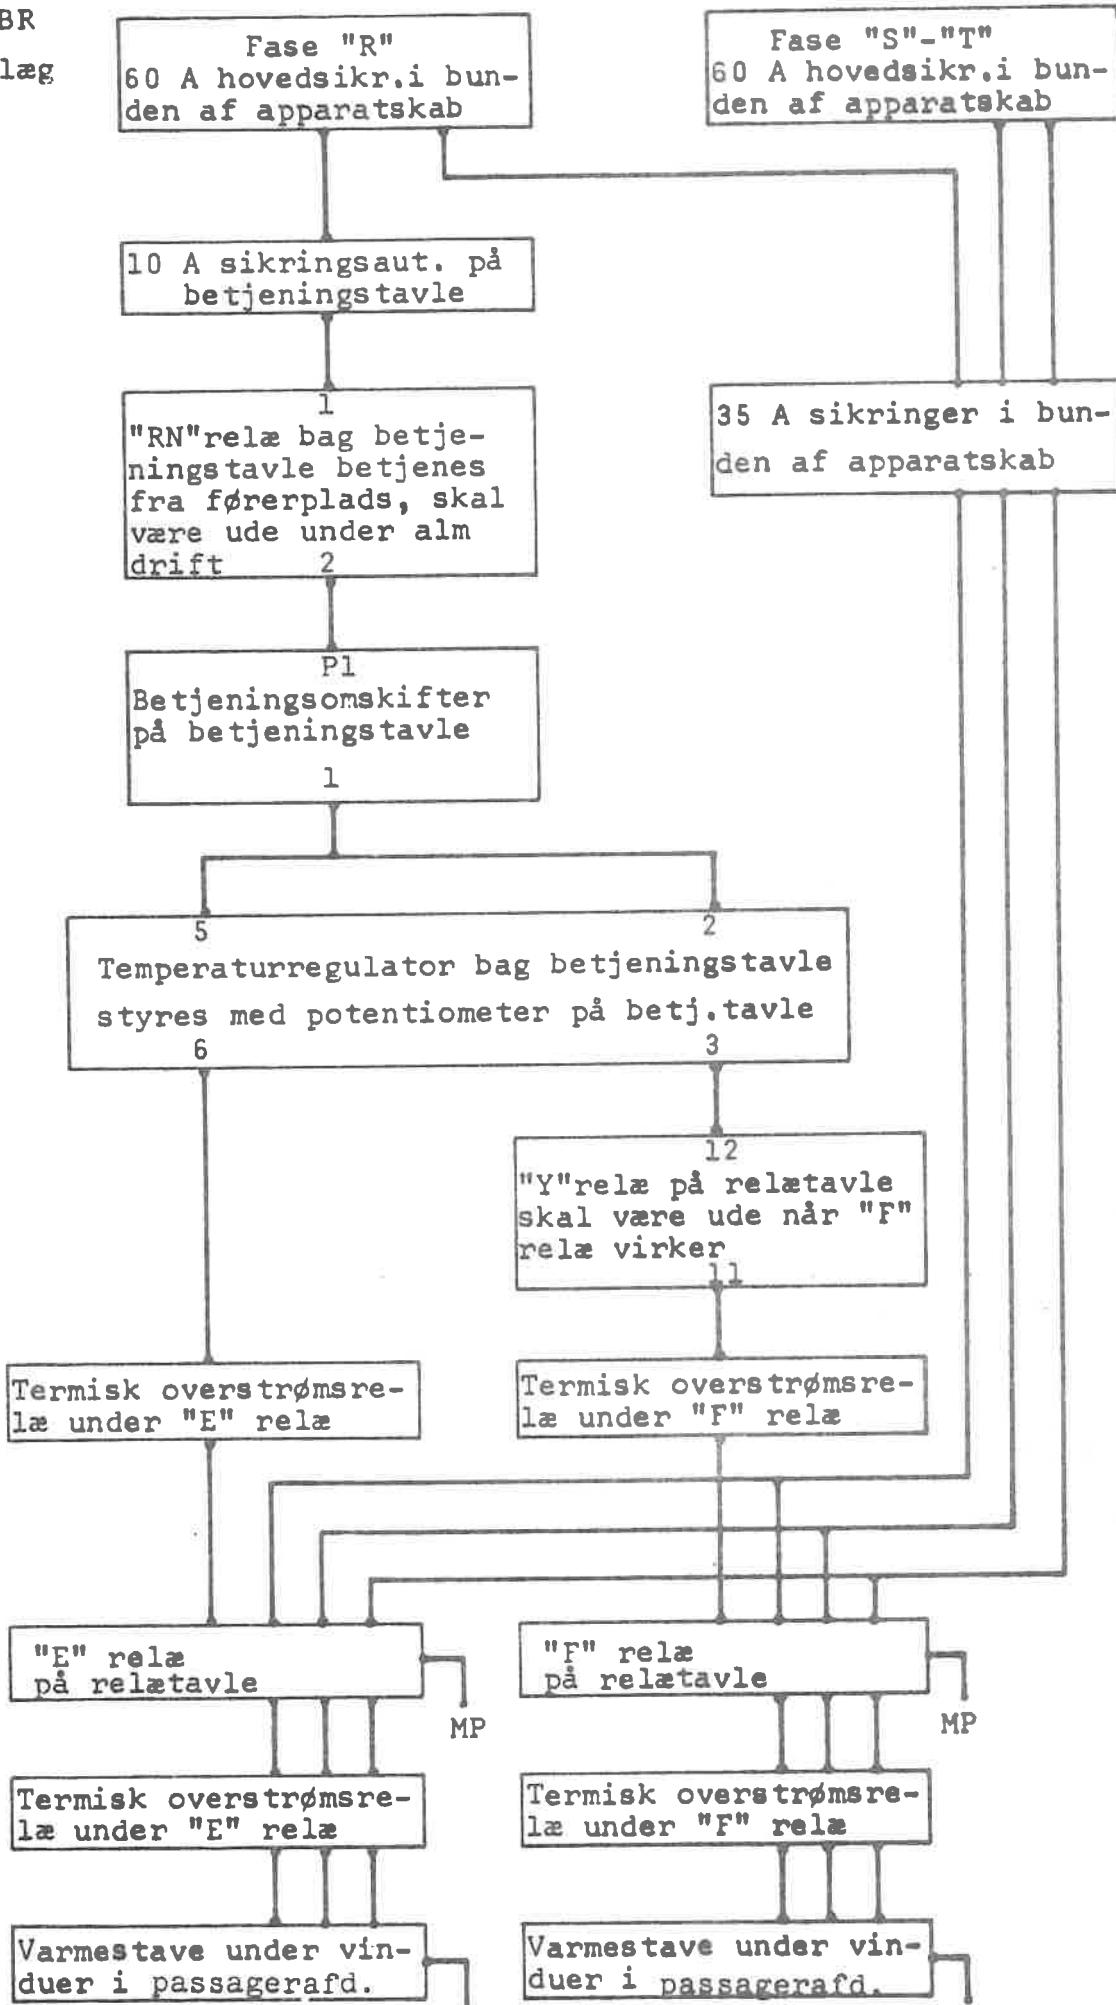 BR
læg
Fase "R"
60 A hovedsikr.i bun-
den af apparatskab
Fase "S"-"T"
60 A hovedsikr.i bun-
den af apparatskab
10 A sikringsaut. på
betjeningstavle
1
"RN"relæ bag betje-
ningstavle betjenes
fra førerplads, skal
være ude under alm
drift
2
35 A sikringer i bun-
den af apparatskab
P1
Betjeningsomskifter
på betjeningstavle
1
5
2
Temperaturregulator bag betjeningstavle
styres med potentiometer på betj.tavle
6
3
12
"Y"relæ på relætavle
skal være ude når "F"
relæ virker
11
Termisk overstrømsre-
læ under "E" relæ
Termisk overstrømsre-
læ under "F" relæ
"E" relæ
på relætavle
MP
"F" relæ
på relætavle
MP
Termisk overstrømsre-
læ under "E" relæ
Termisk overstrømsre-
læ under "F" relæ
Varmestave under vin-
duer i passagerafd.
Varmestave under vin-
duer i passagerafd.